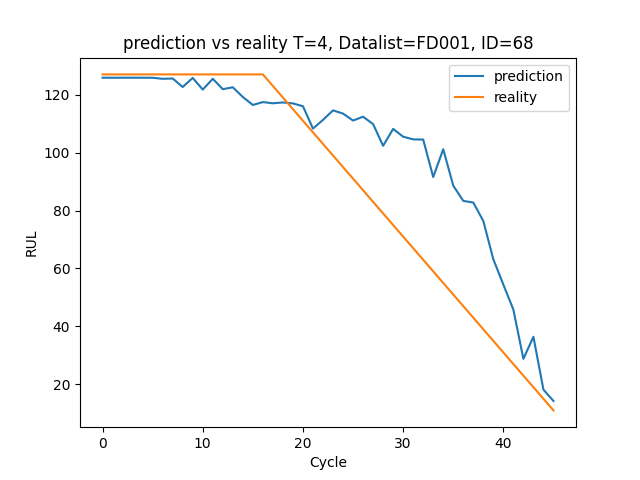 prediction vs reality T=4, Datalist=FD001, ID=68
prediction
reality
120
100
80
60
40
20
RUL
0 10 20 30 40
Cycle